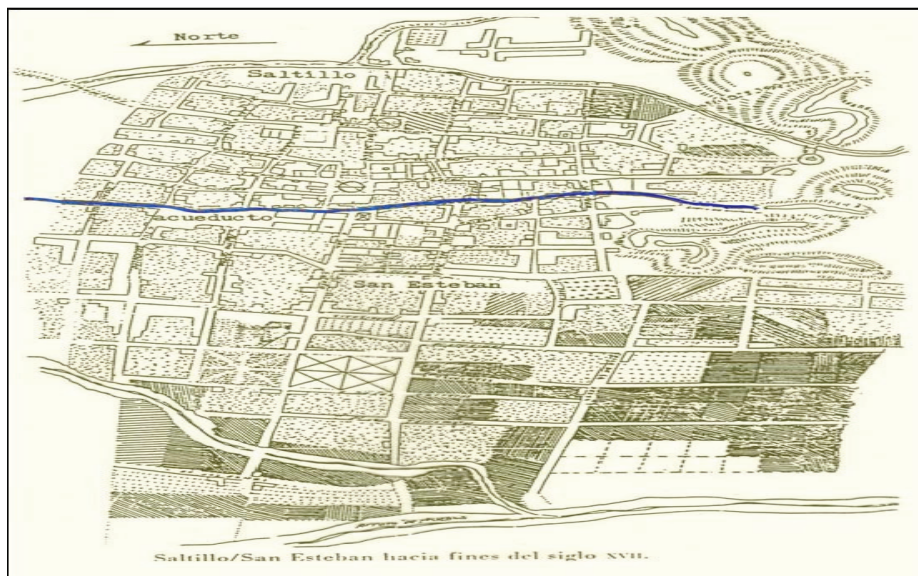 Norte
Saltillo
acueducto
San Esteban
Saltillo/San Esteban hacia fines del siglo XVII.